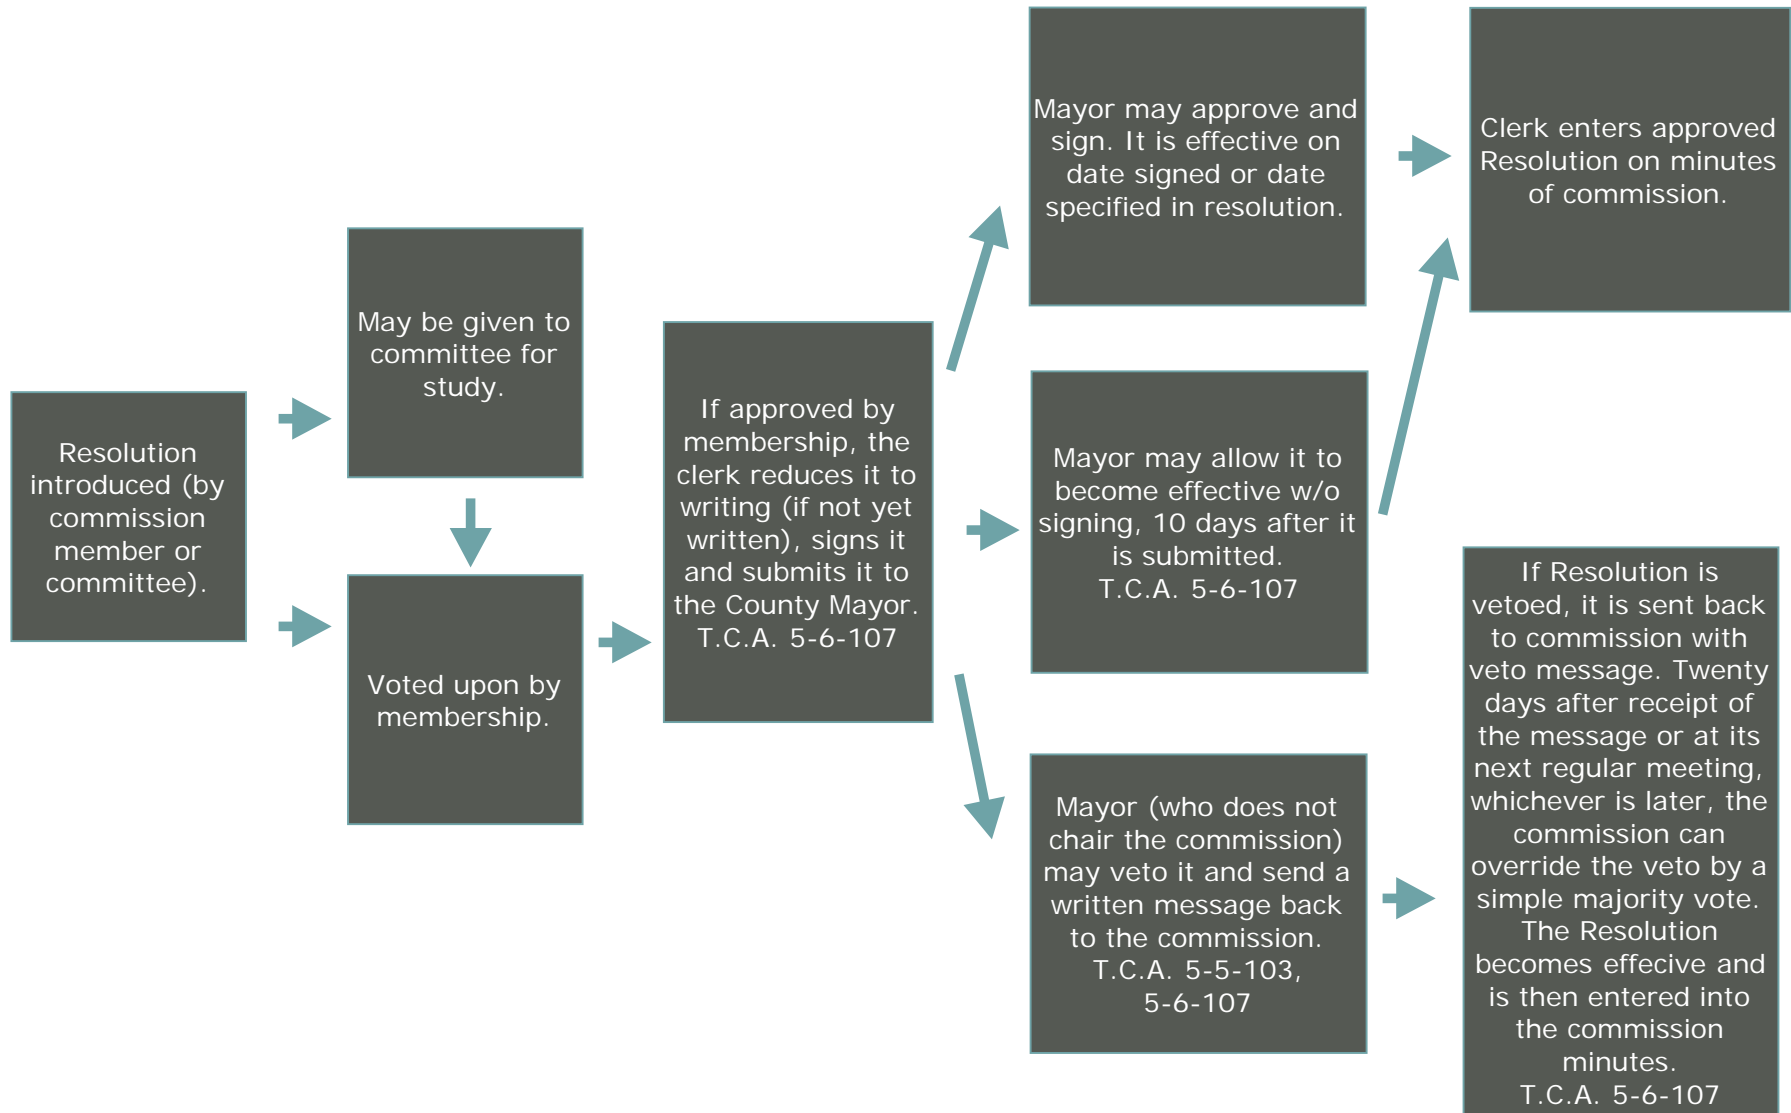 Resolution
introduced (by
commission
member or
committee).
May be given to
committee for
study.
Voted upon by
membership.
If approved by
membership, the
clerk reduces it to
writing (if not yet
written), signs it
and submits it to
the County Mayor.
T.C.A. 5-6-107
Mayor may approve and
sign. It is effective on
date signed or date
specified in resolution.
Mayor may allow it to
become effective w/o
signing, 10 days after it
is submitted.
T.C.A. 5-6-107
Mayor (who does not
chair the commission)
may veto it and send a
written message back
to the commission.
T.C.A. 5-5-103,
5-6-107
Clerk enters approved
Resolution on minutes
of commission.
If Resolution is
vetoed, it is sent back
to commission with
veto message. Twenty
days after receipt of
the message or at its
next regular meeting,
whichever is later, the
commission can
override the veto by a
simple majority vote.
The Resolution
becomes effecive and
is then entered into
the commission
minutes.
T.C.A. 5-6-107